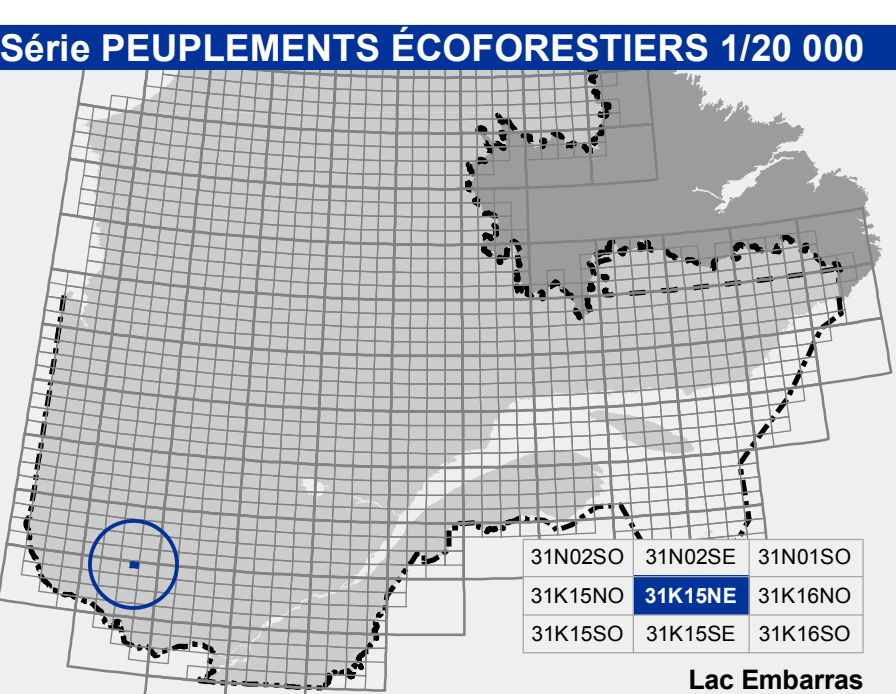 Série PEUPLEMENTS ÉCOFORESTIERS 1/20 000
31N02SO 31N02SE 31N01SO
31K15NO 31K15NE 31K16NO
31K15SO 31K15SE 31K16SO
Lac Embarras